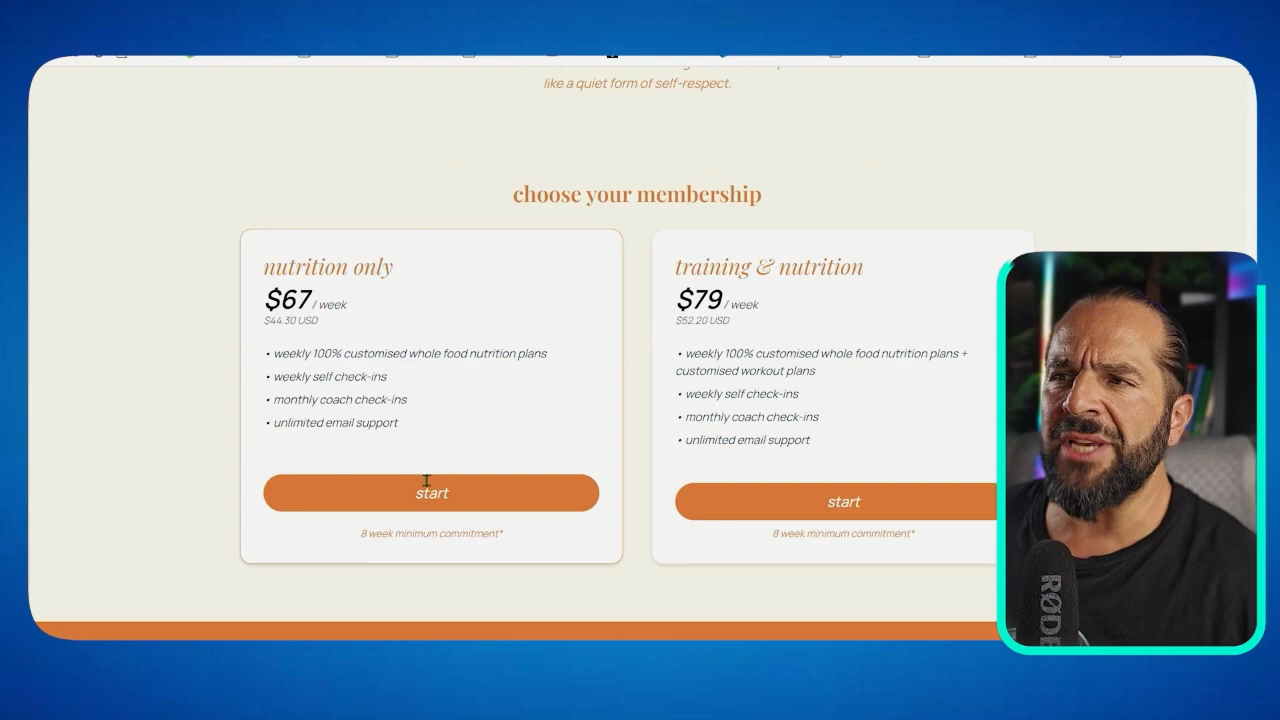 like a quiet form of self-respect.
choose your membership
nutrition only
$67 / week
$44.30 USD
• weekly 100% customised whole food nutrition plans
• weekly self check-ins
• monthly coach check-ins
• unlimited email support
start
8 week minimum commitment*
training & nutrition
$79 / week
$52.20 USD
• weekly 100% customised whole food nutrition plans +
customised workout plans
• weekly self check-ins
• monthly coach check-ins
• unlimited email support
start
8 week minimum commitment*
RØDE